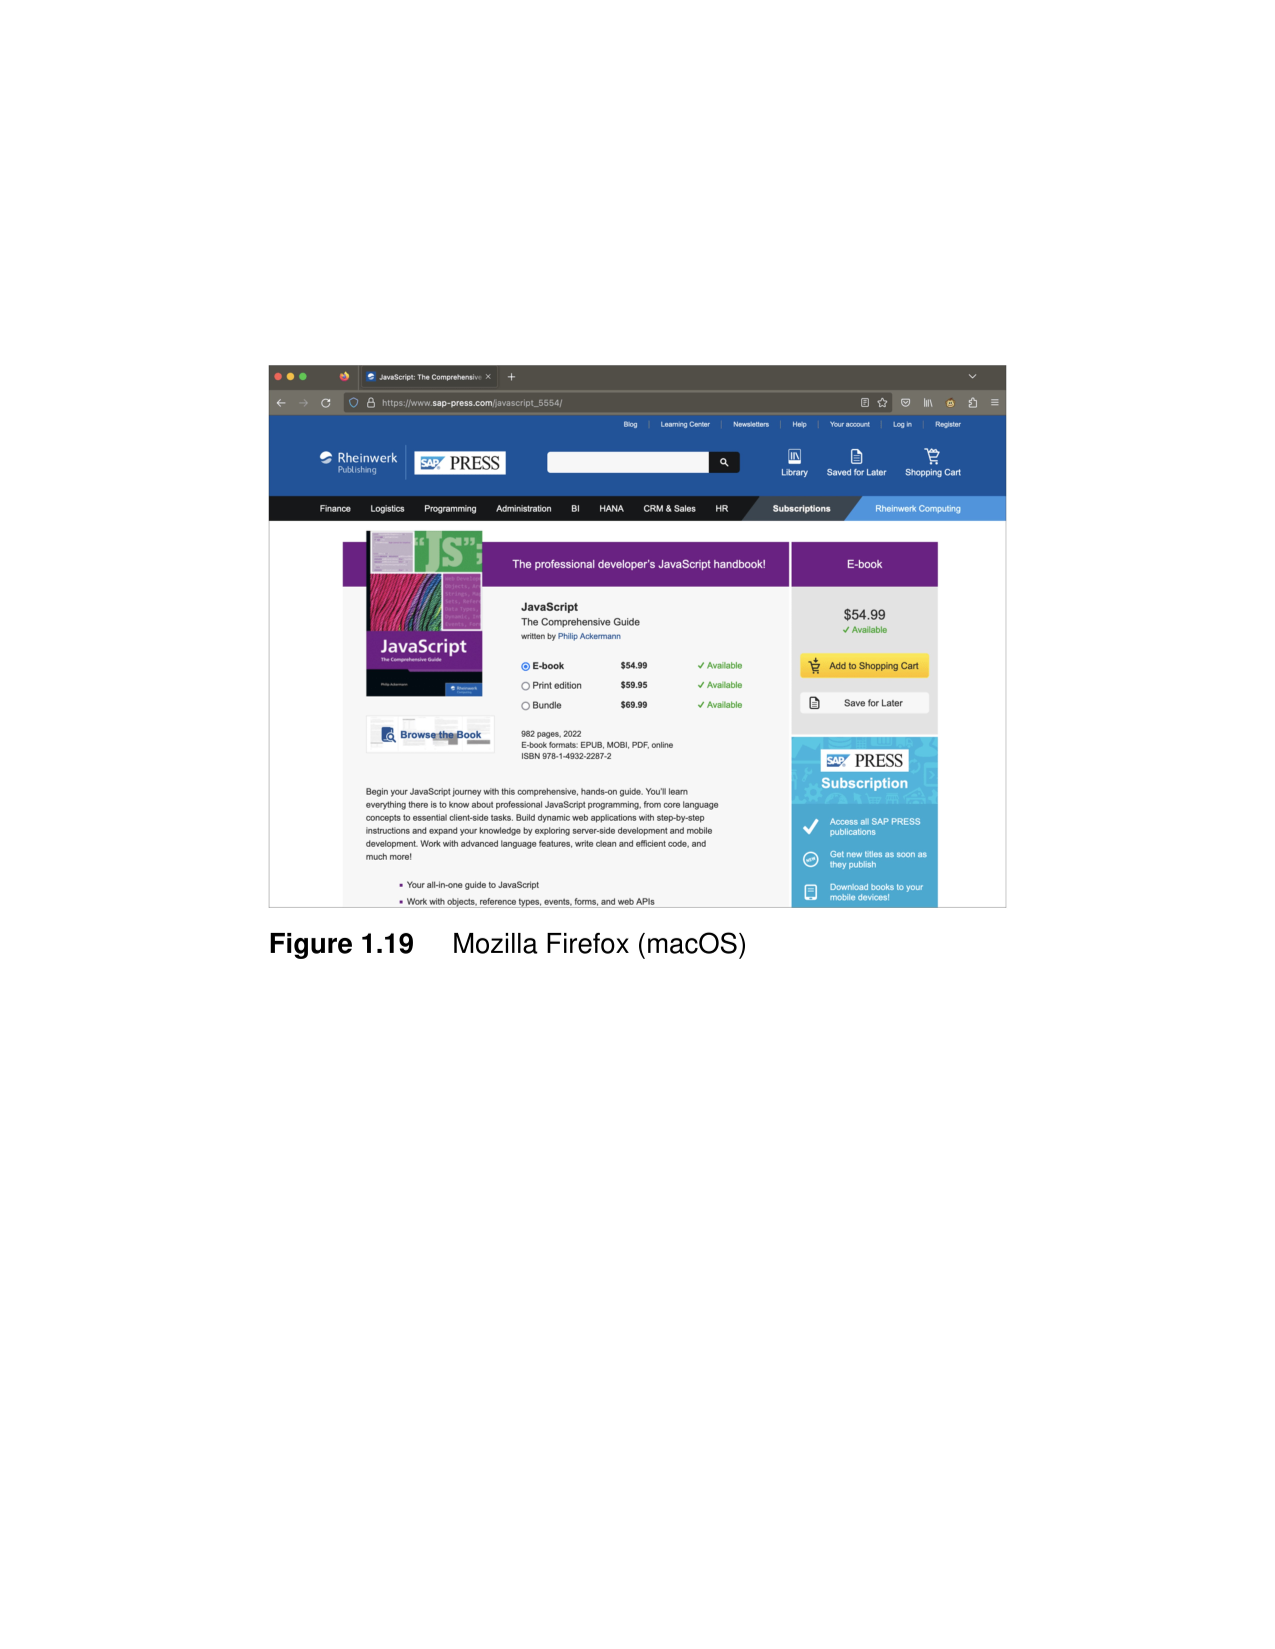 JavaScript: The Comprehensiv
https://www.sap-press.com/javascript_5554/
Blog Learning Center Newsletters Help Your account Log in Register
Rheinwerk
Publishing
SAP PRESS
Library Saved for Later Shopping Cart
Finance Logistics Programming Administration BI HANA CRM & Sales HR Subscriptions Rheinwerk Computing
"JS";
JavaScript
The Comprehensive Guide
Philip Ackermann
Rheinwerk
Browse the Book
The professional developer's JavaScript handbook!
JavaScript
The Comprehensive Guide
written by Philip Ackermann
E-book $54.99 ✓ Available
Print edition $59.95 ✓ Available
Bundle $69.99 ✓ Available
982 pages, 2022
E-book formats: EPUB, MOBI, PDF, online
ISBN 978-1-4932-2287-2
Begin your JavaScript journey with this comprehensive, hands-on guide. You'll learn
everything there is to know about professional JavaScript programming, from core language
concepts to essential client-side tasks. Build dynamic web applications with step-by-step
instructions and expand your knowledge by exploring server-side development and mobile
development. Work with advanced language features, write clean and efficient code, and
much more!
▪ Your all-in-one guide to JavaScript
▪ Work with objects, reference types, events, forms, and web APIs
E-book
$54.99
✓ Available
Add to Shopping Cart
Save for Later
SAP PRESS
Subscription
Access all SAP PRESS
publications
NEW
Get new titles as soon as
they publish
Download books to your
mobile devices!
Figure 1.19 Mozilla Firefox (macOS)